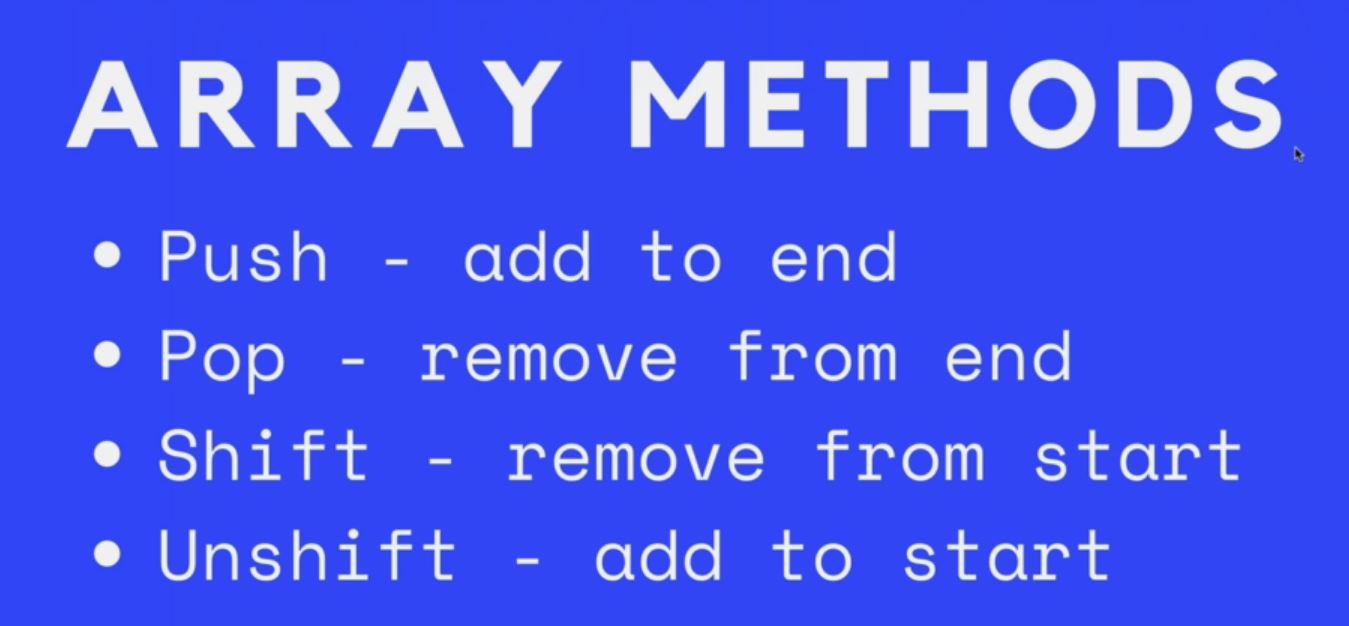 ARRAY METHODS
• Push - add to end
• Pop - remove from end
• Shift - remove from start
• Unshift - add to start